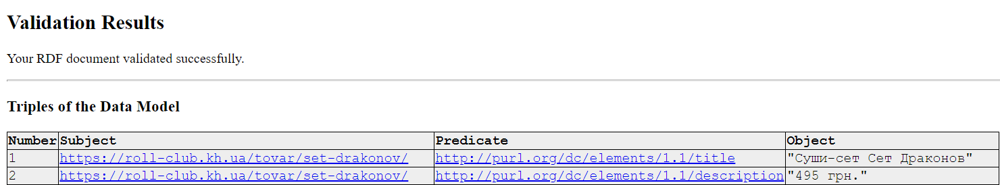 Validation Results
Your RDF document validated successfully.
Triples of the Data Model
Number Subject Predicate Object
1 https://roll-club.kh.ua/tovar/set-drakonov/ http://purl.org/dc/elements/1.1/title "Суши-сет Сет Драконов"
2 https://roll-club.kh.ua/tovar/set-drakonov/ http://purl.org/dc/elements/1.1/description "495 грн."